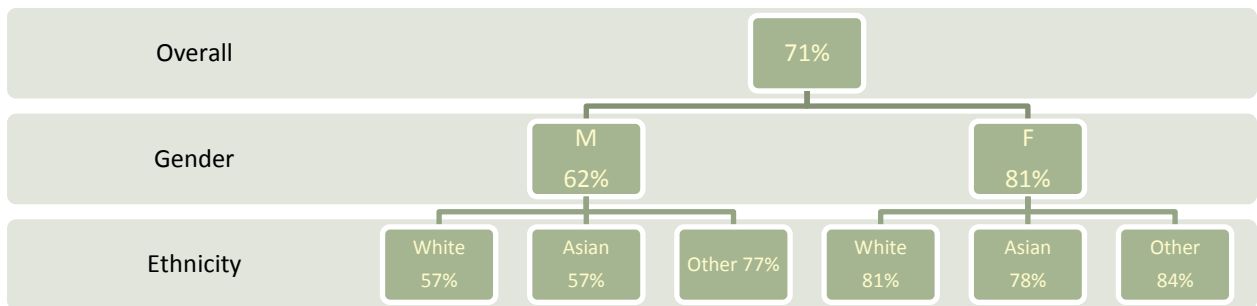 Overall
71%
Gender
M
62%
F
81%
Ethnicity
White
57%
Asian
57%
Other 77%
White
81%
Asian
78%
Other
84%